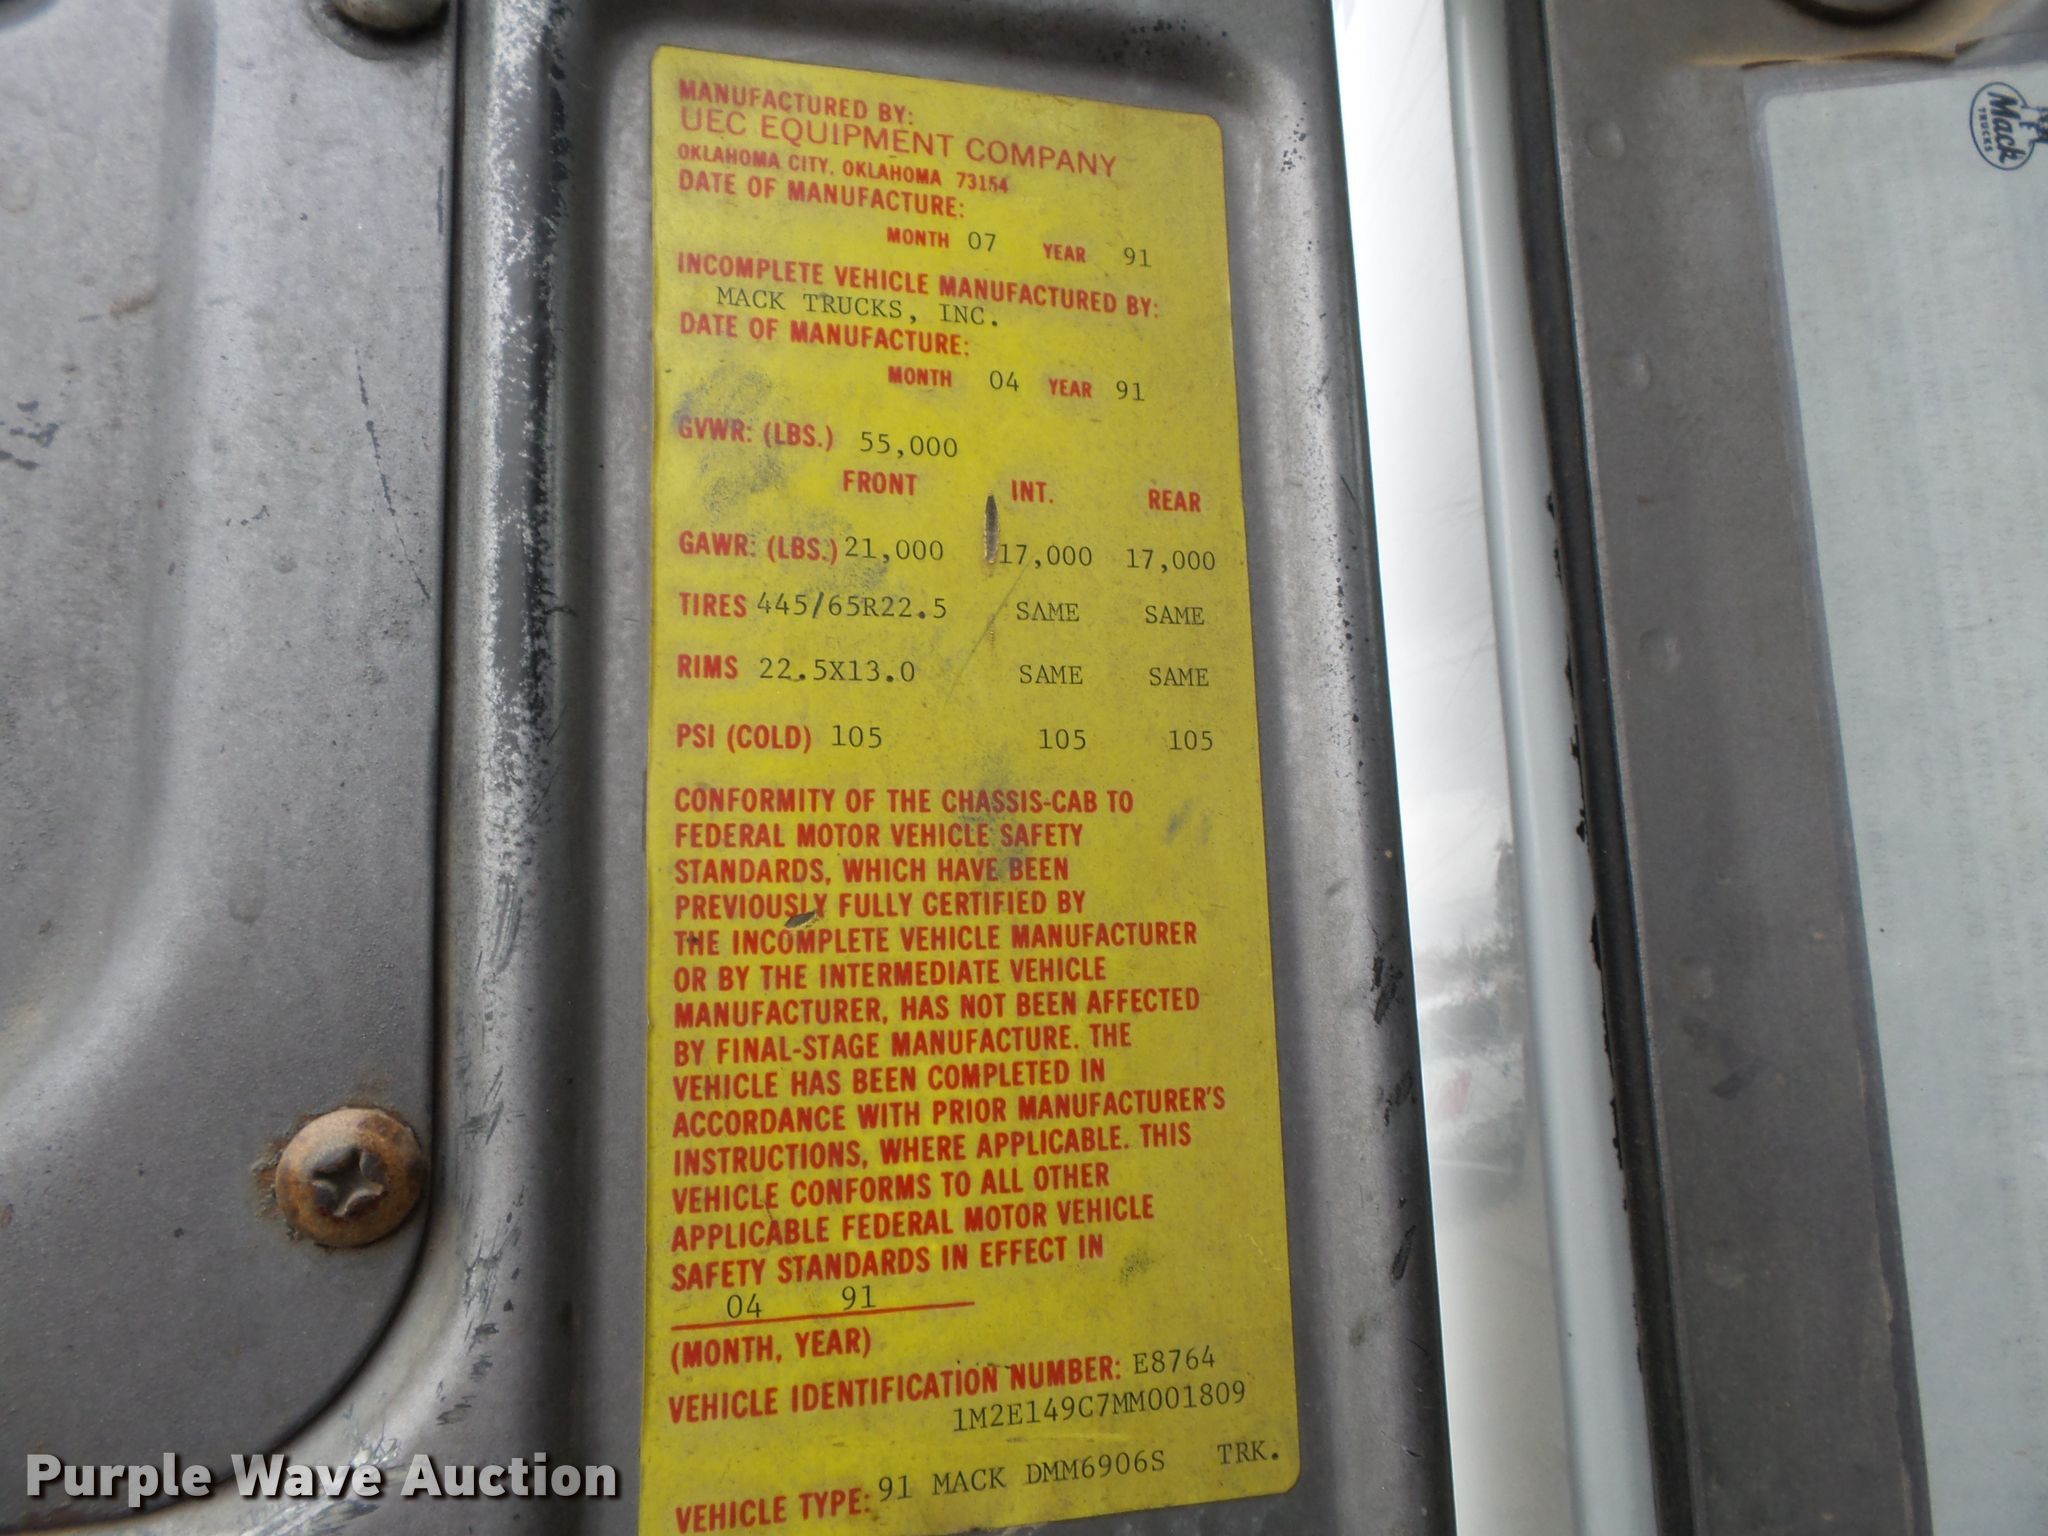 MANUFACTURED BY:
UEC EQUIPMENT COMPANY
OKLAHOMA CITY, OKLAHOMA 73154
DATE OF MANUFACTURE:
MONTH 07 YEAR 91
INCOMPLETE VEHICLE MANUFACTURED BY:
MACK TRUCKS, INC.
DATE OF MANUFACTURE:
MONTH 04 YEAR 91
GVWR: (LBS.) 55,000
FRONT INT. REAR
GAWR: (LBS.) 21,000 17,000 17,000
TIRES 445/65R22.5 SAME SAME
RIMS 22.5X13.0 SAME SAME
PSI (COLD) 105 105 105
CONFORMITY OF THE CHASSIS-CAB TO
FEDERAL MOTOR VEHICLE SAFETY
STANDARDS, WHICH HAVE BEEN
PREVIOUSLY FULLY CERTIFIED BY
THE INCOMPLETE VEHICLE MANUFACTURER
OR BY THE INTERMEDIATE VEHICLE
MANUFACTURER, HAS NOT BEEN AFFECTED
BY FINAL-STAGE MANUFACTURE. THE
VEHICLE HAS BEEN COMPLETED IN
ACCORDANCE WITH PRIOR MANUFACTURER'S
INSTRUCTIONS, WHERE APPLICABLE. THIS
VEHICLE CONFORMS TO ALL OTHER
APPLICABLE FEDERAL MOTOR VEHICLE
SAFETY STANDARDS IN EFFECT IN
04 91
(MONTH, YEAR)
VEHICLE IDENTIFICATION NUMBER: E8764
1M2E149C7MM001809
VEHICLE TYPE: 91 MACK DMM6906S TRK.
Mack
TRUCKS
Purple Wave Auction